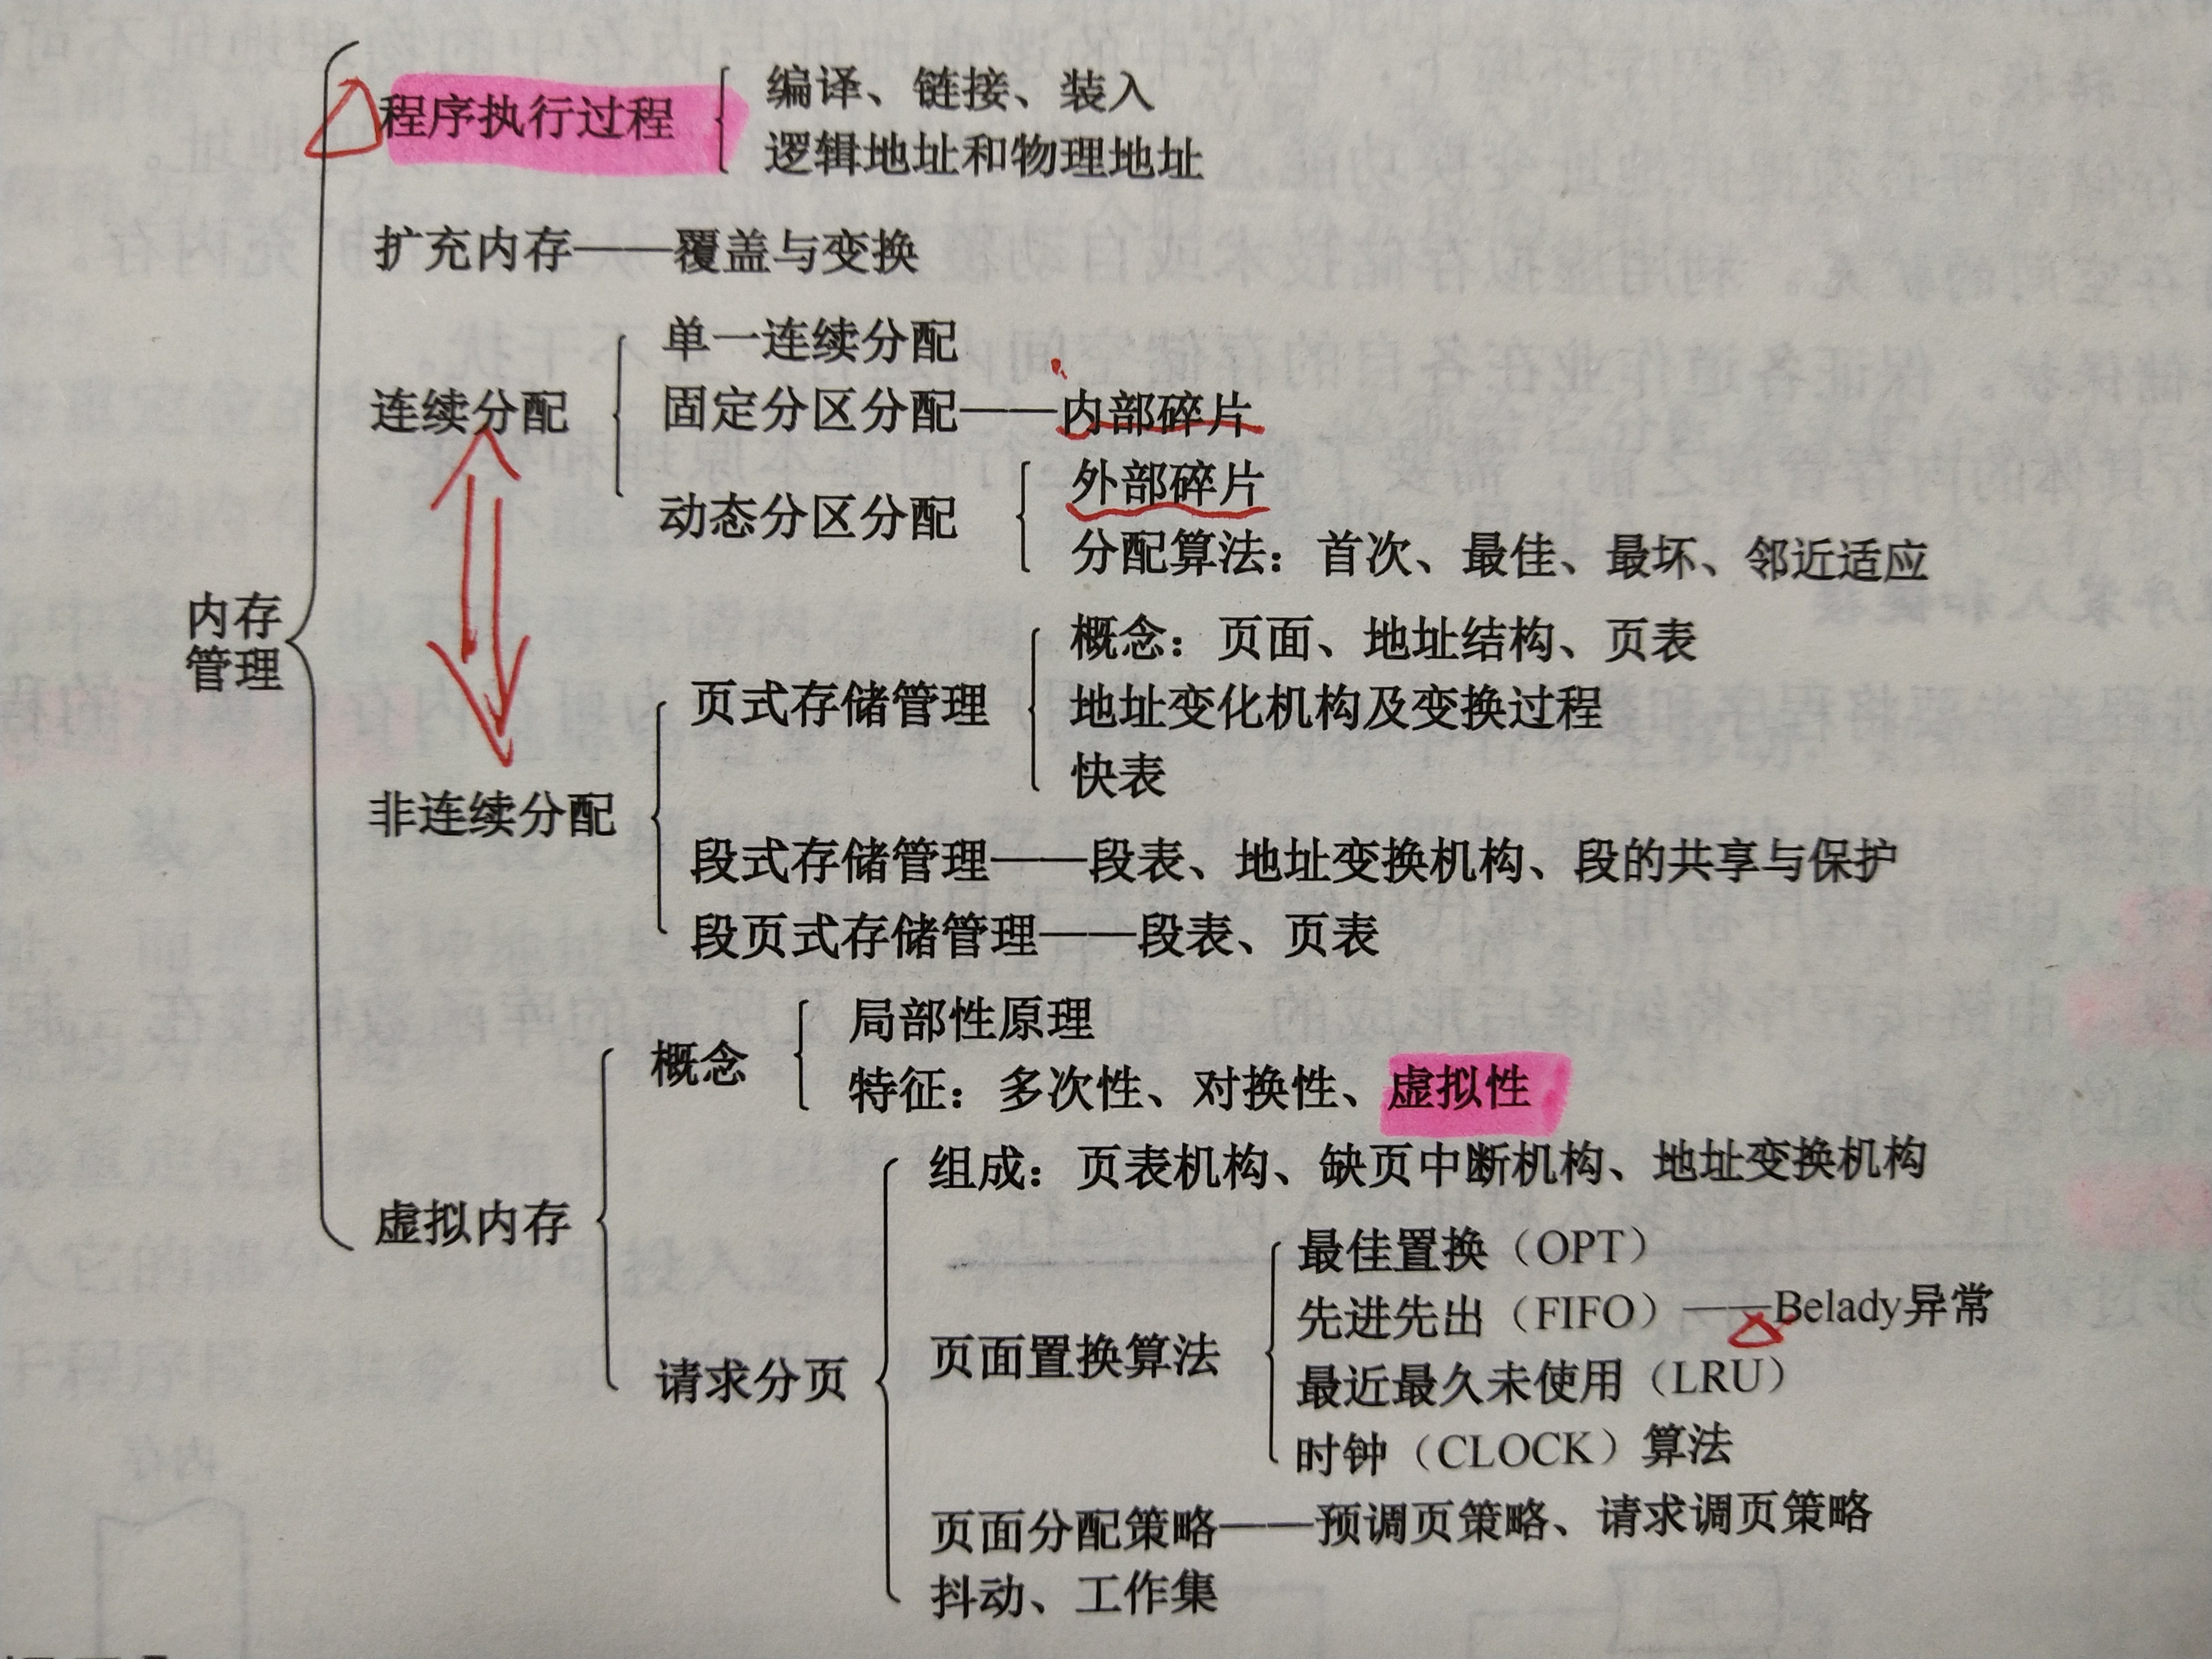 内存
管理
程序执行过程
编译、链接、装入
逻辑地址和物理地址
扩充内存——覆盖与变换
连续分配
单一连续分配
固定分区分配——内部碎片
动态分区分配
外部碎片
分配算法：首次、最佳、最坏、邻近适应
非连续分配
页式存储管理
概念：页面、地址结构、页表
地址变化机构及变换过程
快表
段式存储管理——段表、地址变换机构、段的共享与保护
段页式存储管理——段表、页表
虚拟内存
概念
局部性原理
特征：多次性、对换性、虚拟性
请求分页
组成：页表机构、缺页中断机构、地址变换机构
页面置换算法
最佳置换（OPT）
先进先出（FIFO）——Belady异常
最近最久未使用（LRU）
时钟（CLOCK）算法
页面分配策略——预调页策略、请求调页策略
抖动、工作集